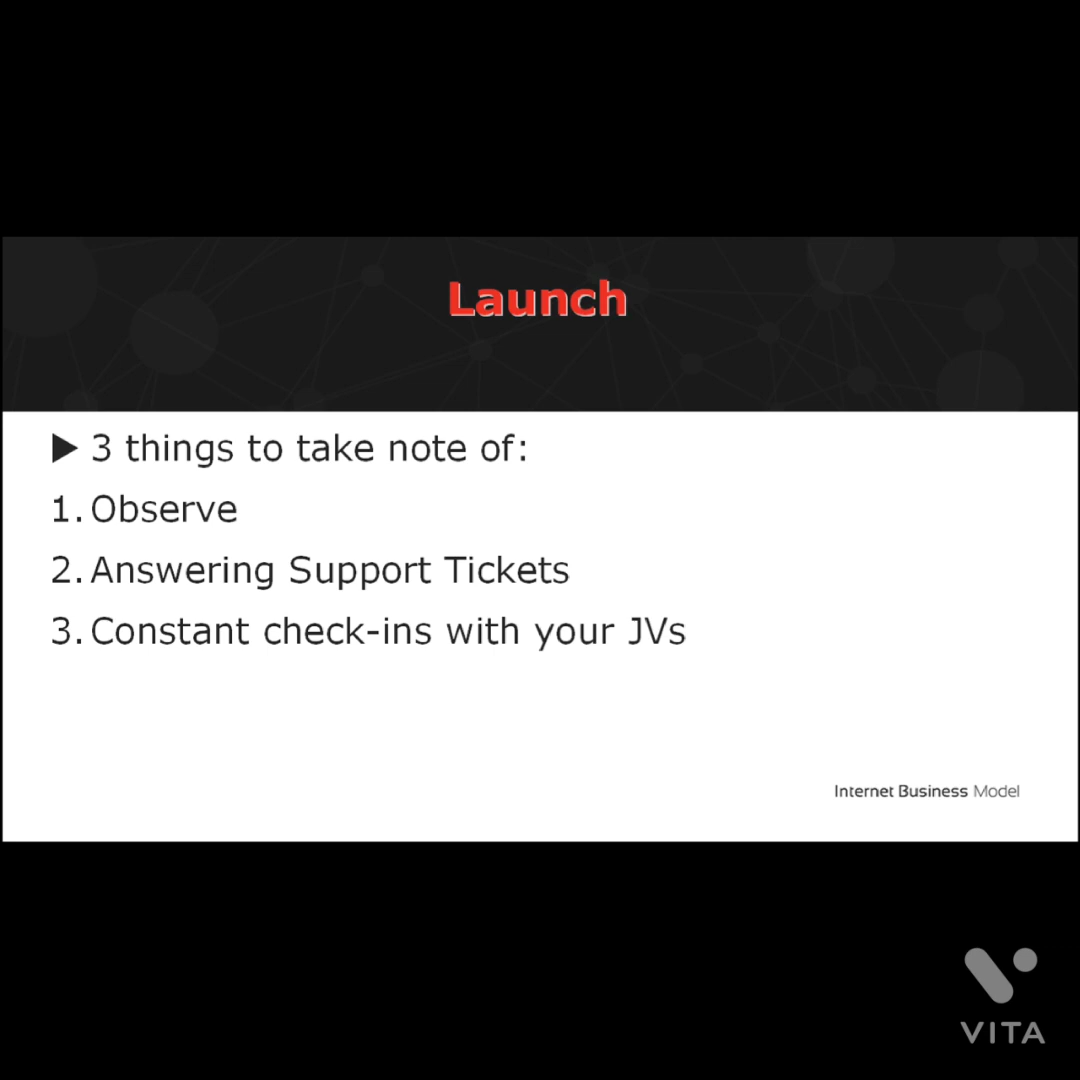 Launch
▶ 3 things to take note of:
1. Observe
2. Answering Support Tickets
3. Constant check-ins with your JVs
Internet Business Model
VITA